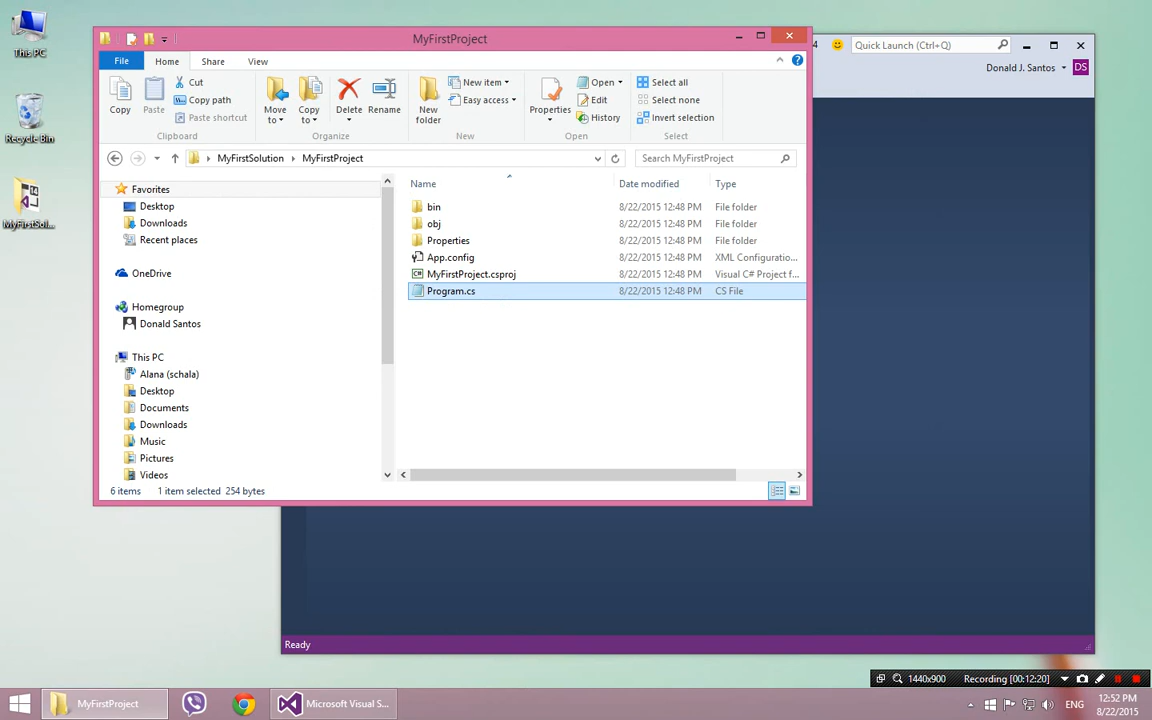 This PC
Recycle Bin
MyFirstSol...
MyFirstProject
File
Home
Share
View
Copy
Paste
Cut
Copy path
Paste shortcut
Clipboard
Move to
Copy to
Delete
Rename
Organize
New folder
New item
Easy access
New
Properties
Open
Edit
History
Open
Select all
Select none
Invert selection
Select
MyFirstSolution
MyFirstProject
Search MyFirstProject
Favorites
Desktop
Downloads
Recent places
OneDrive
Homegroup
Donald Santos
This PC
Alana (schala)
Desktop
Documents
Downloads
Music
Pictures
Videos
Name Date modified Type
bin 8/22/2015 12:48 PM File folder
obj 8/22/2015 12:48 PM File folder
Properties 8/22/2015 12:48 PM File folder
App.config 8/22/2015 12:48 PM XML Configuratio...
MyFirstProject.csproj 8/22/2015 12:48 PM Visual C# Project f...
Program.cs 8/22/2015 12:48 PM CS File
6 items 1 item selected 254 bytes
4
Quick Launch (Ctrl+Q)
Donald J. Santos DS
Ready
1440x900 Recording [00:12:20]
MyFirstProject
Microsoft Visual S...
ENG
12:52 PM
8/22/2015